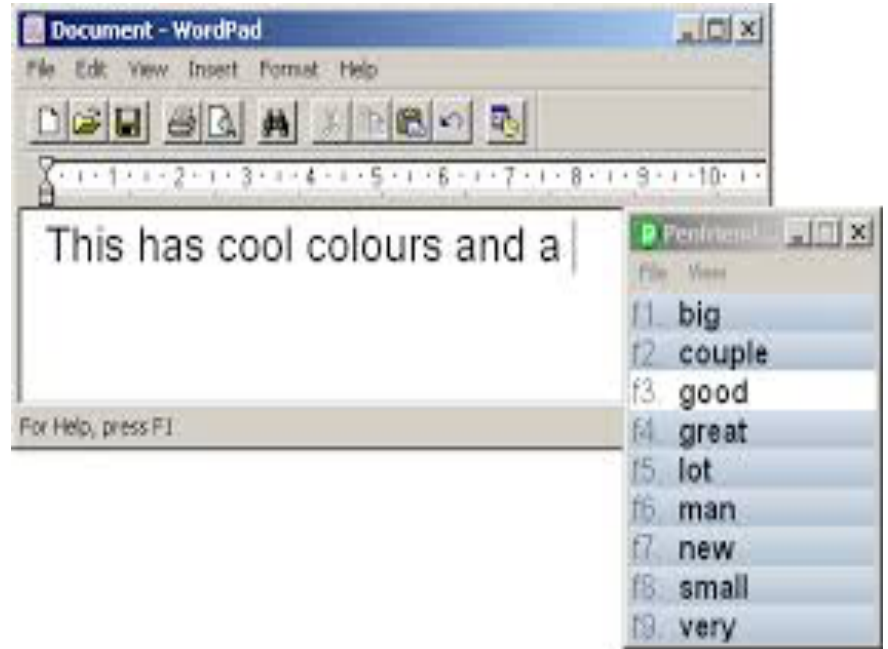 Document - WordPad
File Edit View Insert Format Help
1 2 3 4 5 6 7 8 9 10
This has cool colours and a
For Help, press F1
Penfriend
File View
f1. big
f2. couple
f3. good
f4. great
f5. lot
f6. man
f7. new
f8. small
f9. very